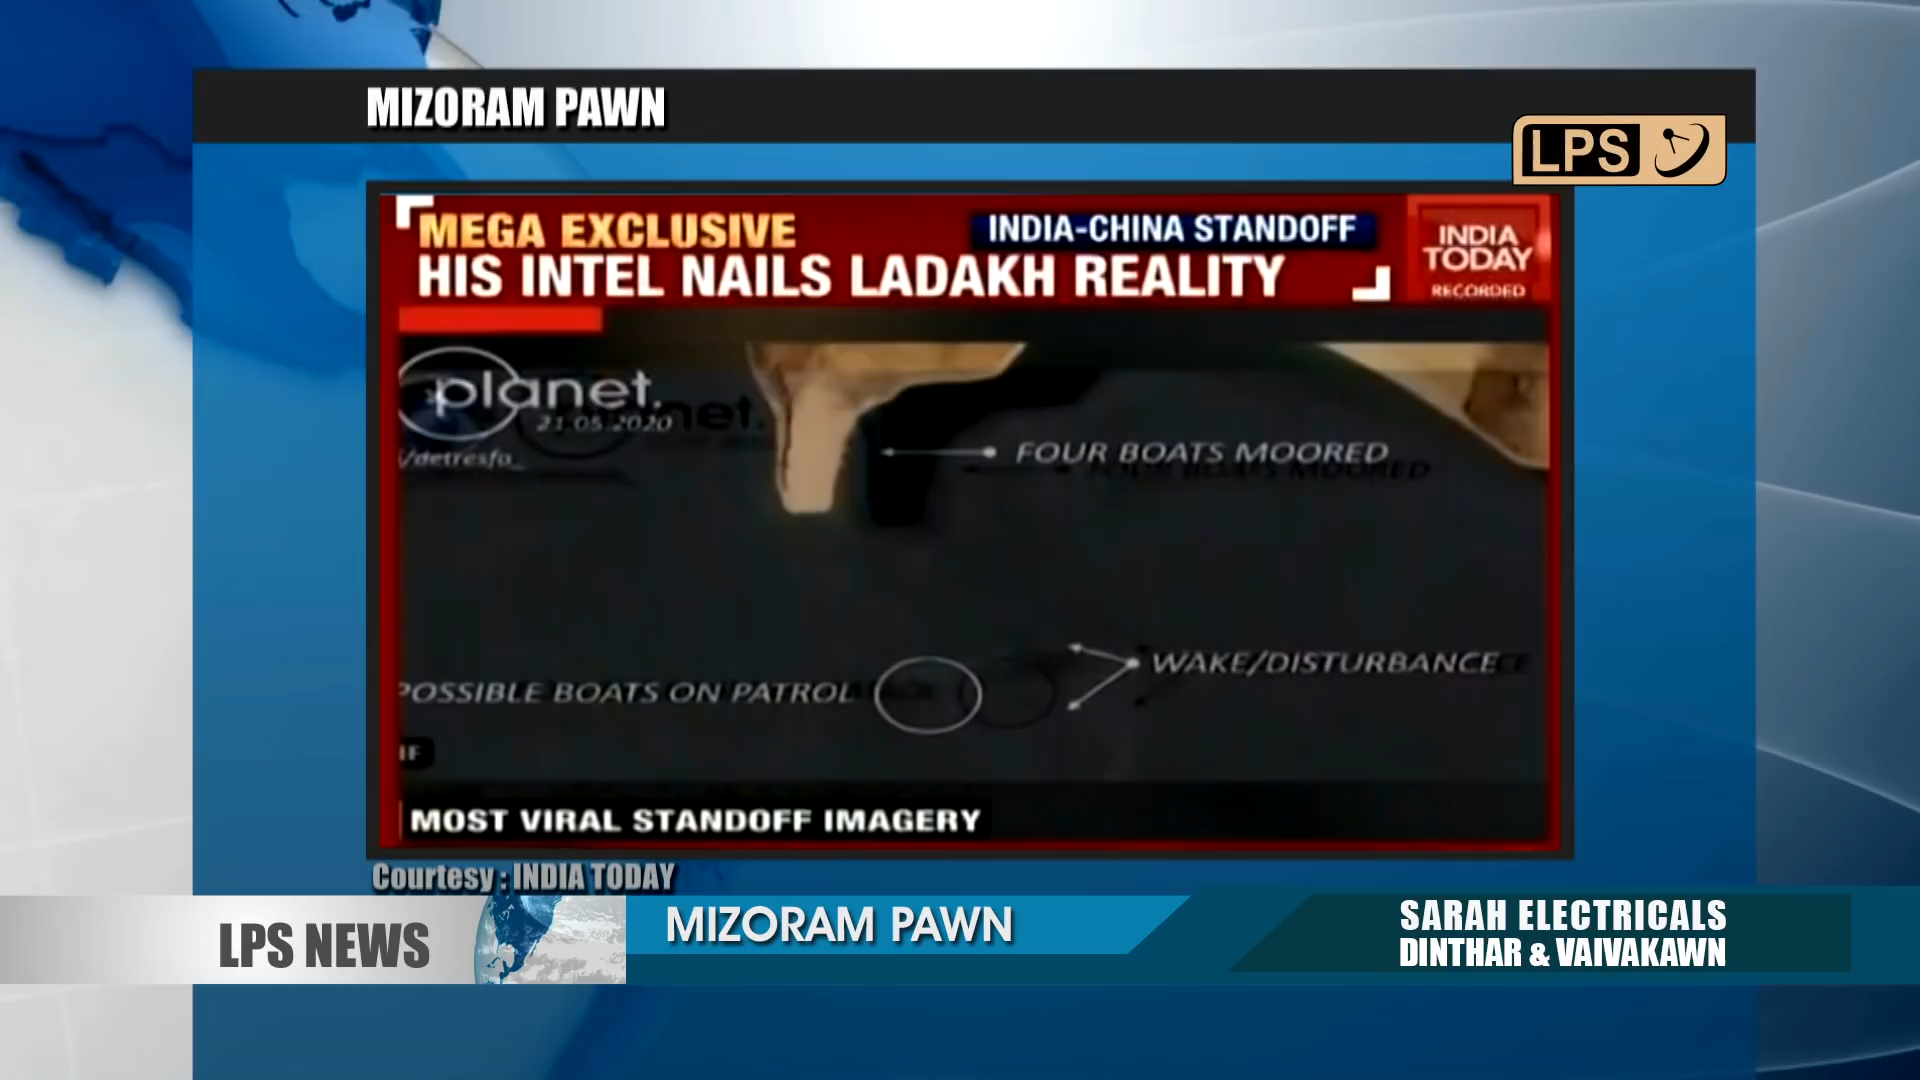 MIZORAM PAWN
LPS
MEGA EXCLUSIVE
INDIA-CHINA STANDOFF
HIS INTEL NAILS LADAKH REALITY
INDIA
TODAY
RECORDED
planet.
21.05.2020
/detresfa_
FOUR BOATS MOORED
WAKE/DISTURBANCE
POSSIBLE BOATS ON PATROL
IF
MOST VIRAL STANDOFF IMAGERY
Courtesy : INDIA TODAY
LPS NEWS
MIZORAM PAWN
SARAH ELECTRICALS
DINTHAR & VAIVAKAWN